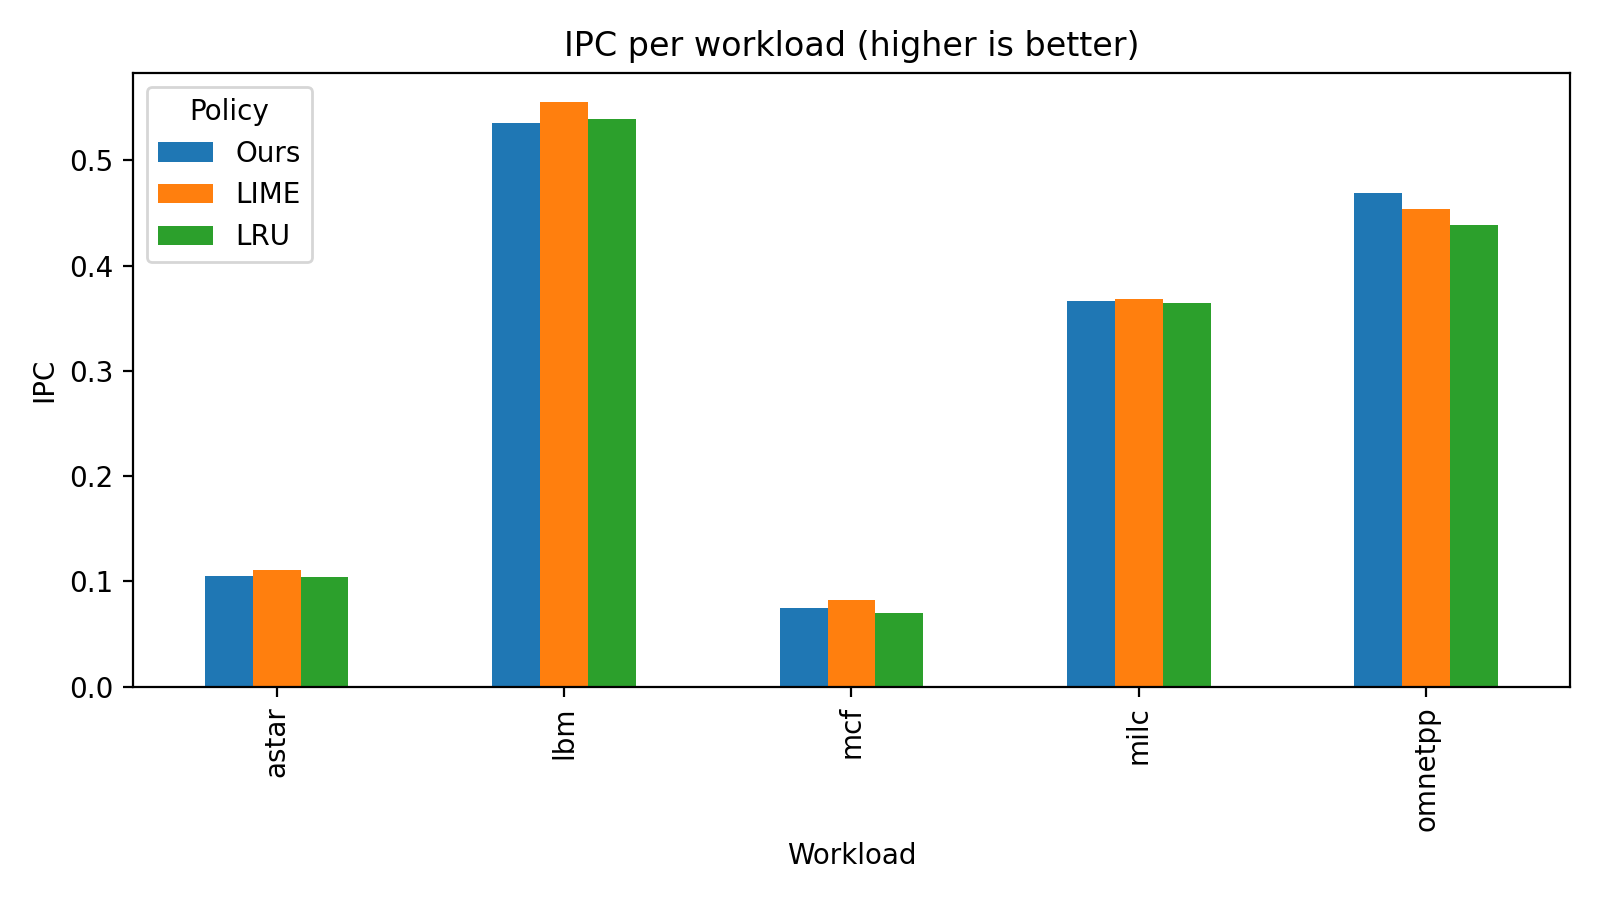 IPC per workload (higher is better)
Policy
Ours
LIME
LRU
IPC
0.5
0.4
0.3
0.2
0.1
0.0
astar
lbm
mcf
milc
omnetpp
Workload